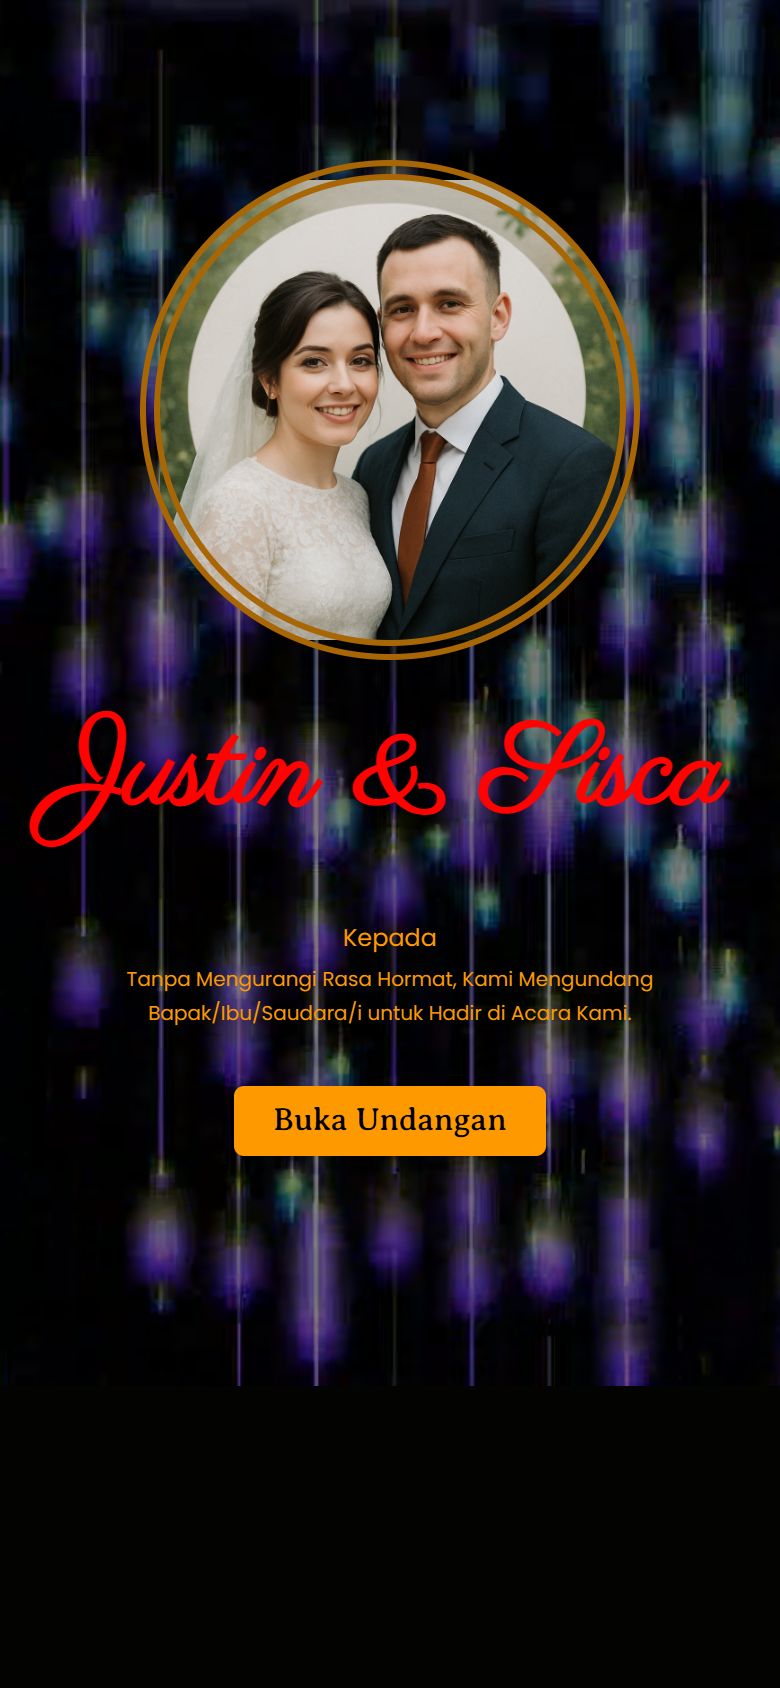 Justin & Sisca
Kepada
Tanpa Mengurangi Rasa Hormat, Kami Mengundang
Bapak/Ibu/Saudara/i untuk Hadir di Acara Kami.
Buka Undangan